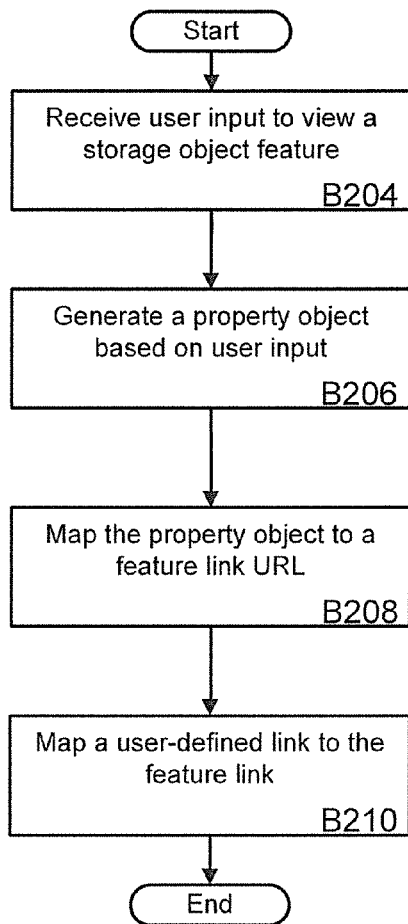 Start
Receive user input to view a
storage object feature
B204
Generate a property object
based on user input
B206
Map the property object to a
feature link URL
B208
Map a user-defined link to the
feature link
B210
End